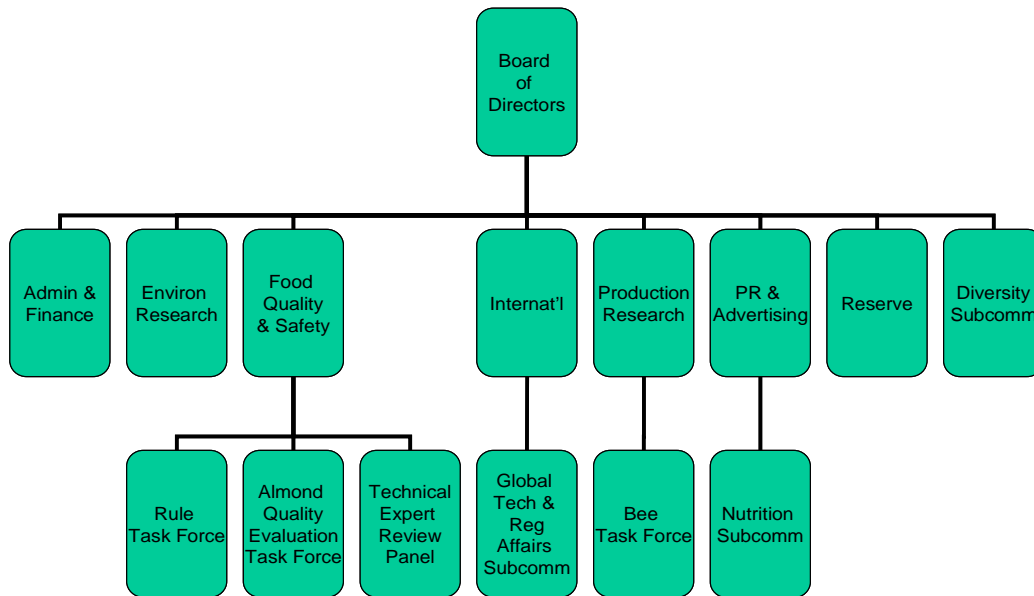 Board
of
Directors
Admin &
Finance
Environ
Research
Food
Quality
& Safety
Internat’l
Production
Research
PR &
Advertising
Reserve
Diversity
Subcomm
Rule
Task Force
Almond
Quality
Evaluation
Task Force
Technical
Expert
Review
Panel
Global
Tech &
Reg
Affairs
Subcomm
Bee
Task Force
Nutrition
Subcomm